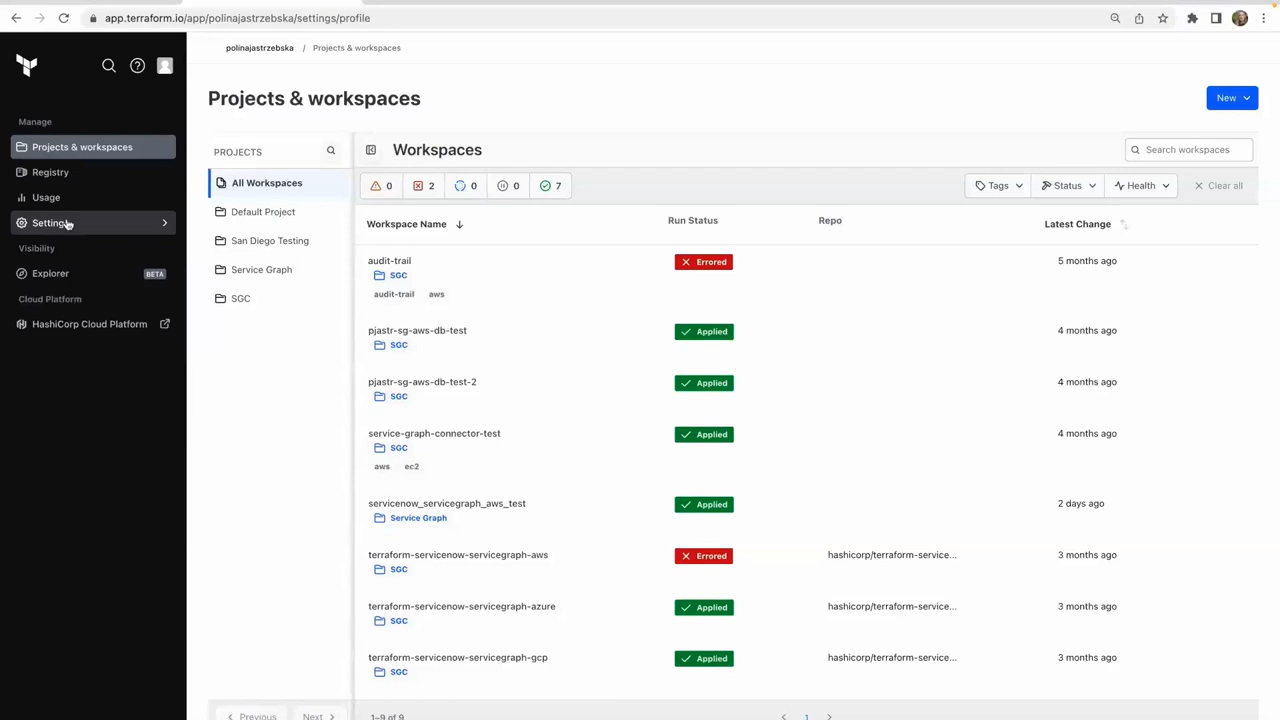 app.terraform.io/app/polinajastrzebska/settings/profile
polinajastrzebska / Projects & workspaces
Manage
Projects & workspaces
Registry
Usage
Settings
Visibility
Explorer BETA
Cloud Platform
HashiCorp Cloud Platform
Projects & workspaces
New
PROJECTS
All Workspaces
Default Project
San Diego Testing
Service Graph
SGC
Workspaces
Search workspaces
0 2 0 0 7
Tags Status Health Clear all
Workspace Name Run Status Repo Latest Change
audit-trail Errored 5 months ago
SGC
audit-trail aws
pjastr-sg-aws-db-test Applied 4 months ago
SGC
pjastr-sg-aws-db-test-2 Applied 4 months ago
SGC
service-graph-connector-test Applied 4 months ago
SGC
aws ec2
servicenow_servicegraph_aws_test Applied 2 days ago
Service Graph
terraform-servicenow-servicegraph-aws Errored hashicorp/terraform-service... 3 months ago
SGC
terraform-servicenow-servicegraph-azure Applied hashicorp/terraform-service... 3 months ago
SGC
terraform-servicenow-servicegraph-gcp Applied hashicorp/terraform-service... 3 months ago
SGC
Previous Next
1–9 of 9 1